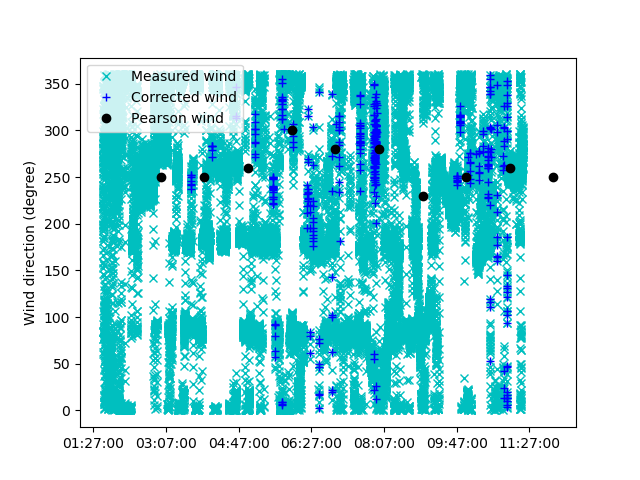 Measured wind
Corrected wind
Pearson wind
Wind direction (degree)
350
300
250
200
150
100
50
0
01:27:00 03:07:00 04:47:00 06:27:00 08:07:00 09:47:00 11:27:00